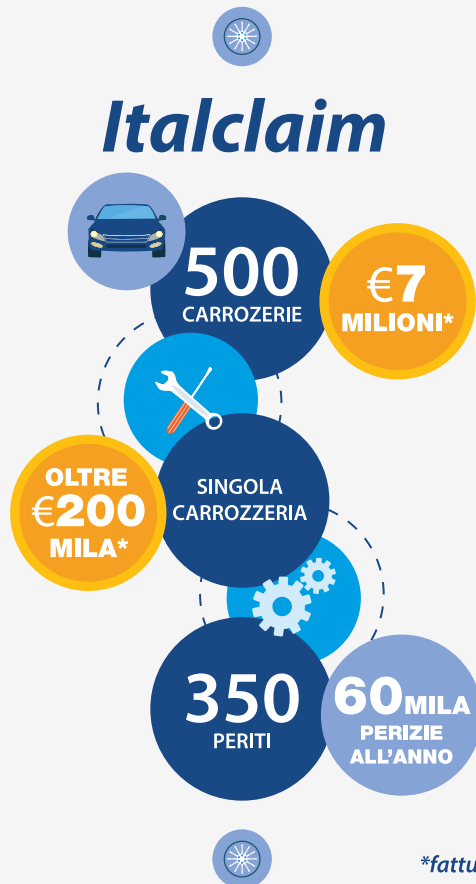 Italclaim
500
CARROZERIE
€7
MILIONI*
OLTRE
€200
MILA*
SINGOLA
CARROZZERIA
350
PERITI
60MILA
PERIZIE
ALL'ANNO